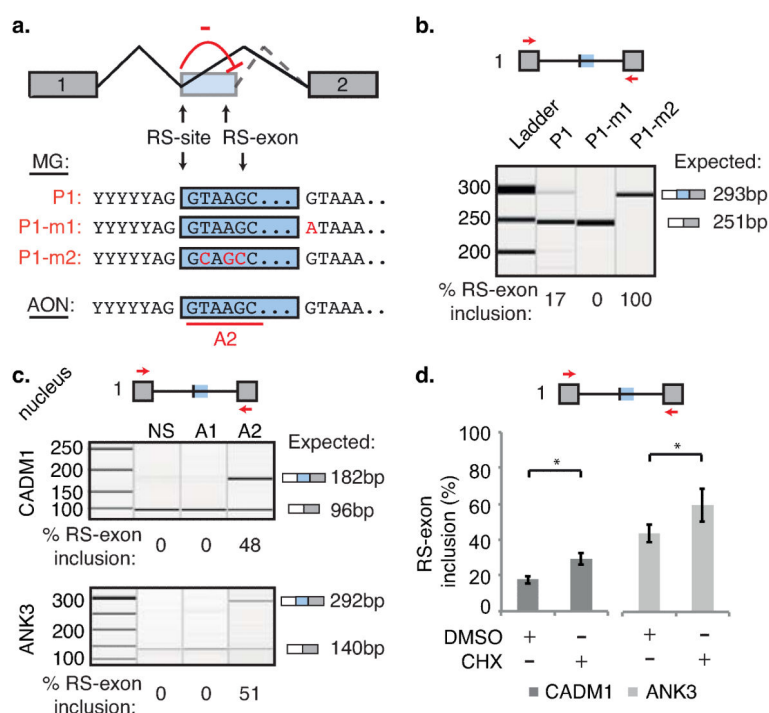 a.
1
2
RS-site RS-exon
MG:
P1: YYYYYAG GTAAGC... GTAAA..
P1-m1: YYYYYAG GTAAGC... ATAAA..
P1-m2: YYYYYAG GCAGCC... GTAAA..
AON: YYYYYAG GTAAGC... GTAAA..
A2
b.
1
Ladder P1 P1-m1 P1-m2
Expected:
300
250
200
293bp
251bp
% RS-exon
inclusion: 17 0 100
c.
nucleus
1
NS A1 A2 Expected:
CADM1
250
200
150
100
182bp
96bp
% RS-exon
inclusion: 0 0 48
ANK3
300
200
100
292bp
140bp
% RS-exon
inclusion: 0 0 51
d.
1
RS-exon
inclusion (%)
100
80
60
40
20
0
* *
DMSO + - + -
CHX - + - +
CADM1 ANK3